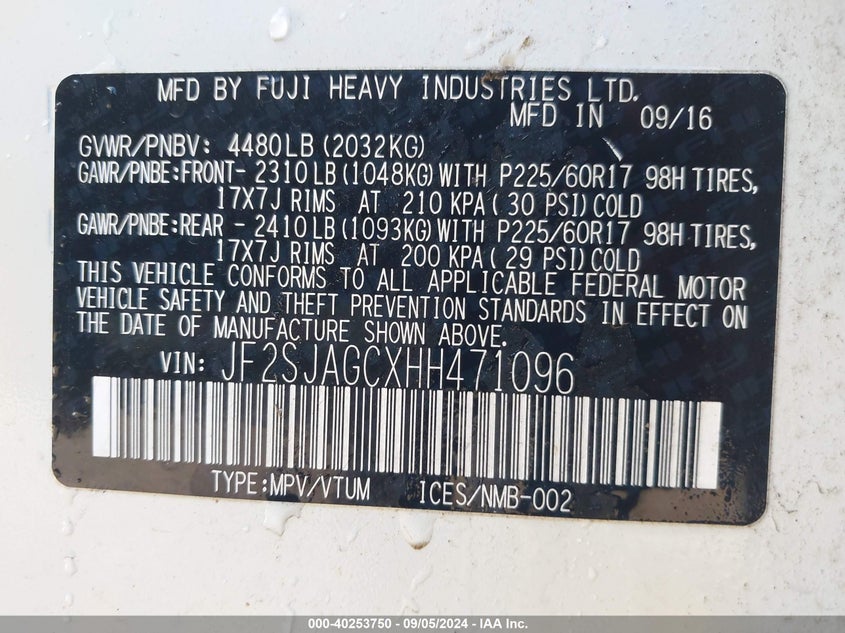 MFD BY FUJI HEAVY INDUSTRIES LTD.
MFD IN 09/16
GVWR/PNBV: 4480LB (2032KG)
GAWR/PNBE:FRONT- 2310LB (1048KG) WITH P225/60R17 98H TIRES,
17X7J RIMS AT 210 KPA ( 30 PSI) COLD
GAWR/PNBE:REAR - 2410LB (1093KG) WITH P225/60R17 98H TIRES,
17X7J RIMS AT 200 KPA ( 29 PSI) COLD
THIS VEHICLE CONFORMS TO ALL APPLICABLE FEDERAL MOTOR
VEHICLE SAFETY AND THEFT PREVENTION STANDARDS IN EFFECT ON
THE DATE OF MANUFACTURE SHOWN ABOVE.
VIN: JF2SJAGCXHH471096
TYPE:MPV/VTUM ICES/NMB-002
000-40253750 - 09/05/2024 - IAA Inc.